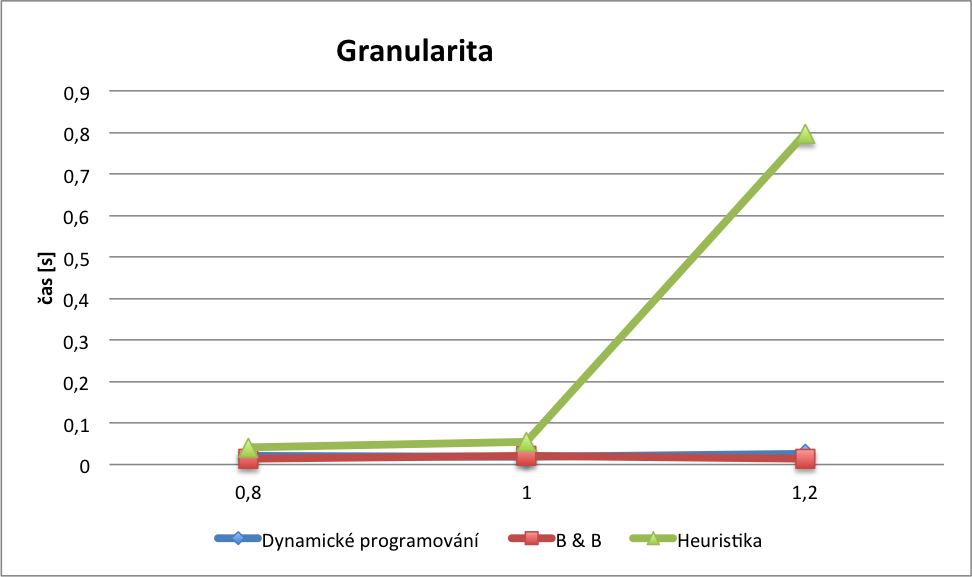 Granularita
0,9
0,8
0,7
0,6
0,5
0,4
0,3
0,2
0,1
0
čas [s]
0,8 1 1,2
Dynamické programování B & B Heuristika